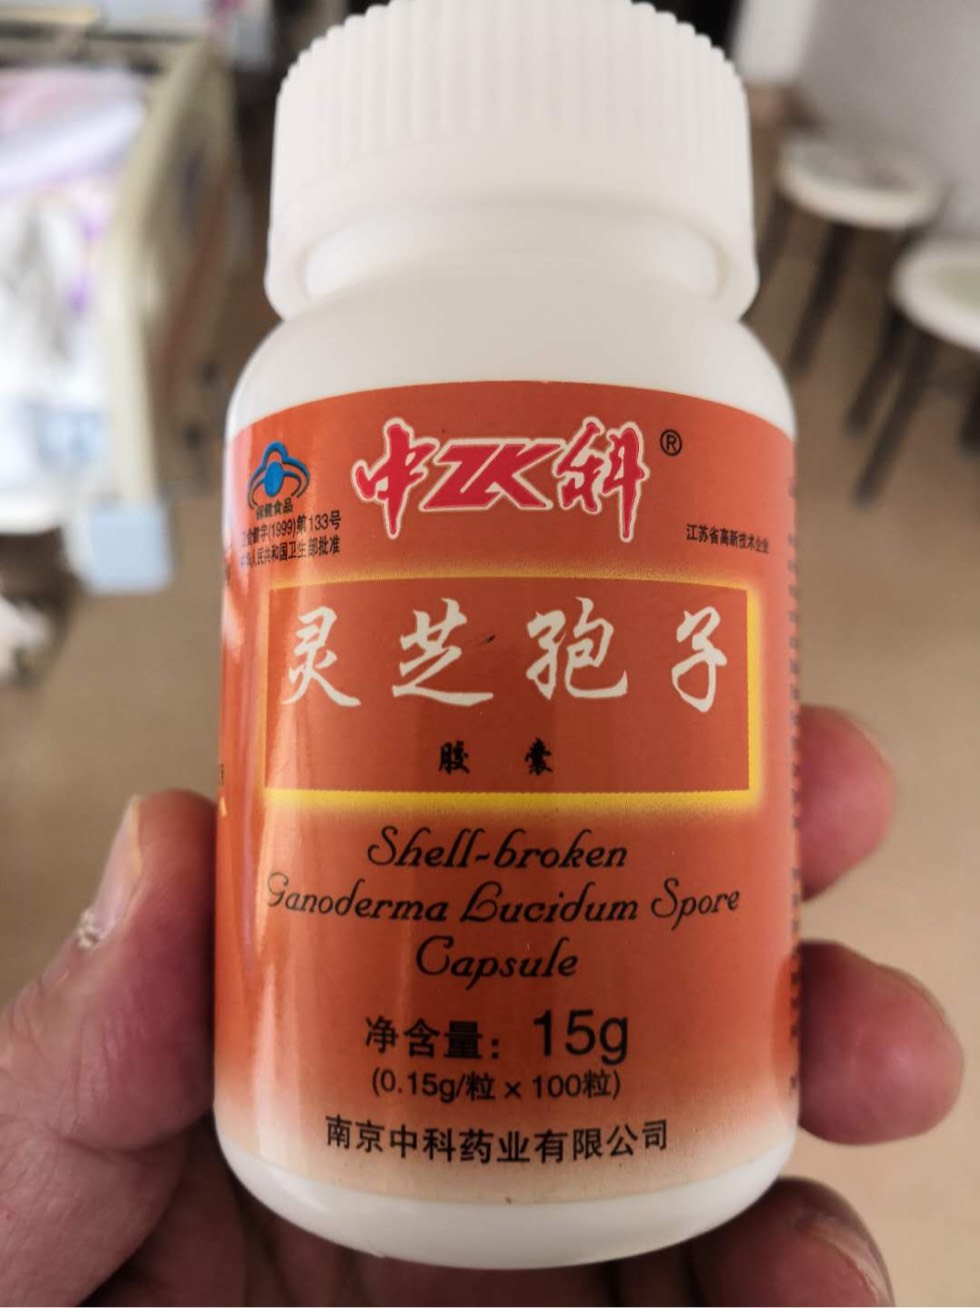 中ZK科®
保健食品
卫食健字(1999)第133号
中华人民共和国卫生部批准
江苏省高新技术企业
灵芝孢子
胶囊
Shell-broken
Ganoderma Lucidum Spore
Capsule
净含量：15g
(0.15g/粒 × 100粒)
南京中科药业有限公司